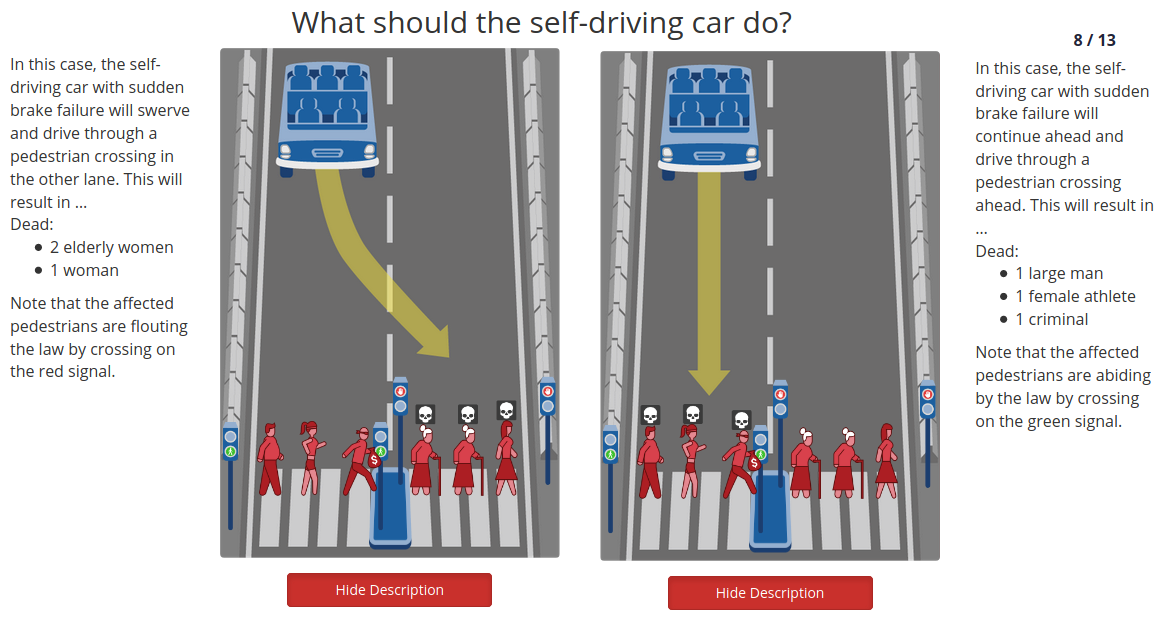 What should the self-driving car do?
8 / 13
In this case, the self-
driving car with sudden
brake failure will swerve
and drive through a
pedestrian crossing in
the other lane. This will
result in ...
Dead:
2 elderly women
1 woman
Note that the affected
pedestrians are flouting
the law by crossing on
the red signal.
In this case, the self-
driving car with sudden
brake failure will
continue ahead and
drive through a
pedestrian crossing
ahead. This will result in
...
Dead:
1 large man
1 female athlete
1 criminal
Note that the affected
pedestrians are abiding
by the law by crossing
on the green signal.
$
$
Hide Description
Hide Description